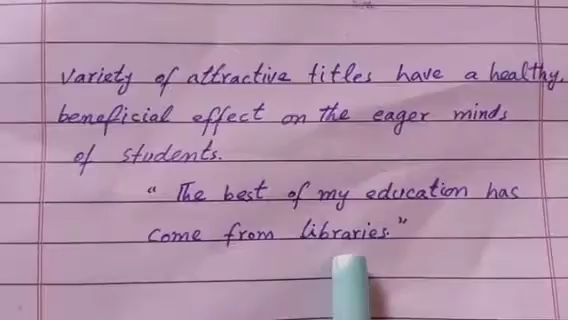 Variety of attractive titles have a healthy,
beneficial effect on the eager minds
of students.
"The best of my education has
come from libraries."